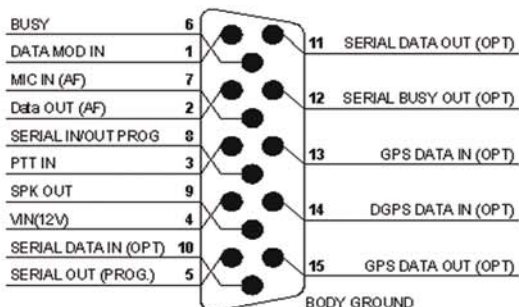 BUSY 6
DATA MOD IN 1
MIC IN (AF) 7
Data OUT (AF) 2
SERIAL IN/OUT PROG 8
PTT IN 3
SPK OUT 9
VIN(12V) 4
SERIAL DATA IN (OPT) 10
SERIAL OUT (PROG.) 5
11 SERIAL DATA OUT (OPT)
12 SERIAL BUSY OUT (OPT)
13 GPS DATA IN (OPT)
14 DGPS DATA IN (OPT)
15 GPS DATA OUT (OPT)
BODY GROUND